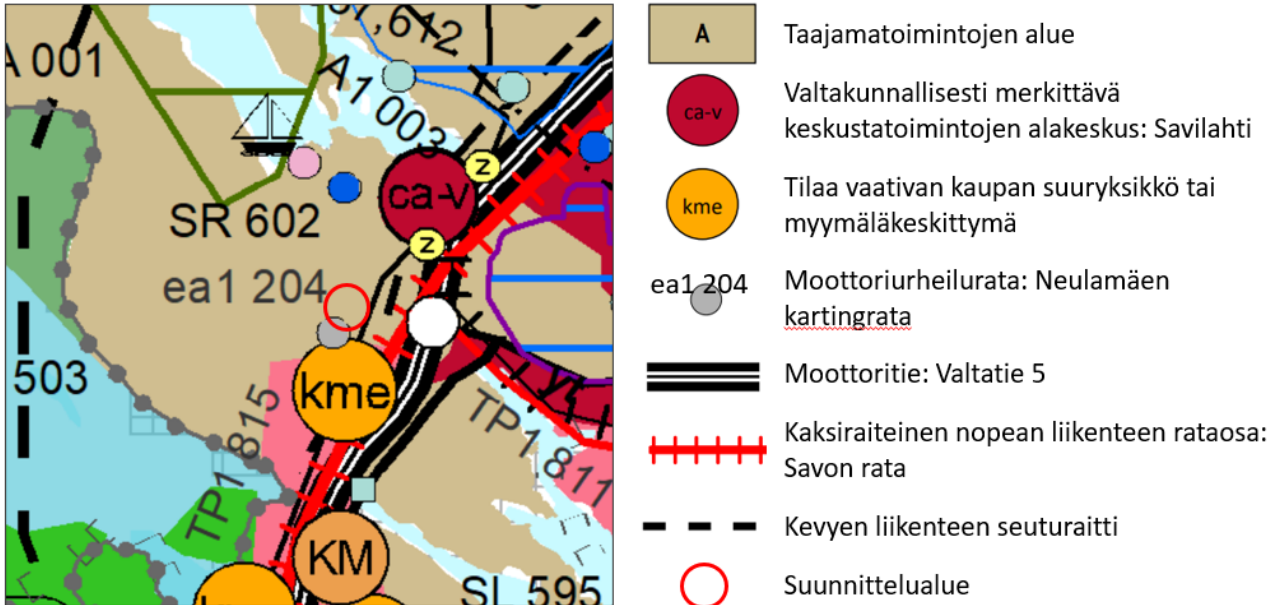 SI,612
A 001
A1 003
ca-v
z
z
SR 602
ea1 204
kme
503
TP1 815
TP1 811
KM
SL 595
A
Taajamatoimintojen alue
ca-v
Valtakunnallisesti merkittävä
keskustatoimintojen alakeskus: Savilahti
kme
Tilaa vaativan kaupan suuryksikkö tai
myymäläkeskittymä
ea1 204
Moottoriurheilurata: Neulamäen
kartingrata
Moottoritie: Valtatie 5
Kaksiraiteinen nopean liikenteen rataosa:
Savon rata
Kevyen liikenteen seuturaitti
Suunnittelualue